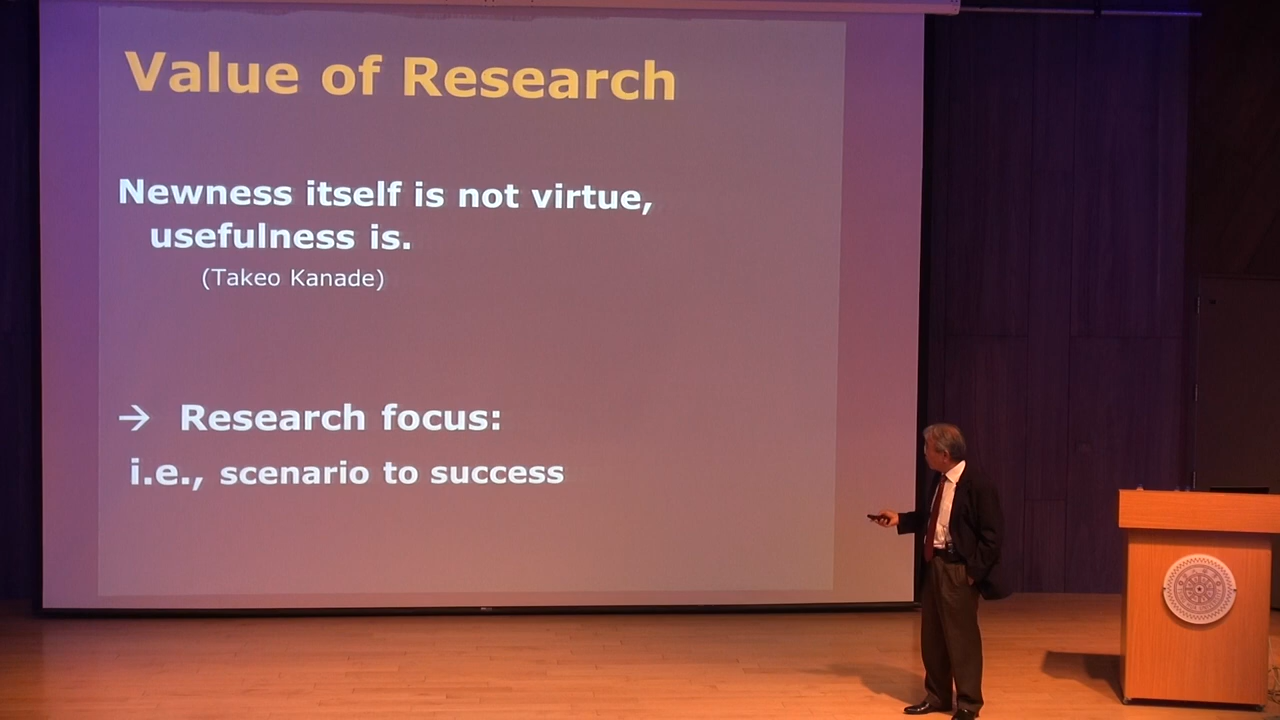 Value of Research
Newness itself is not virtue,
usefulness is.
(Takeo Kanade)
→ Research focus:
i.e., scenario to success